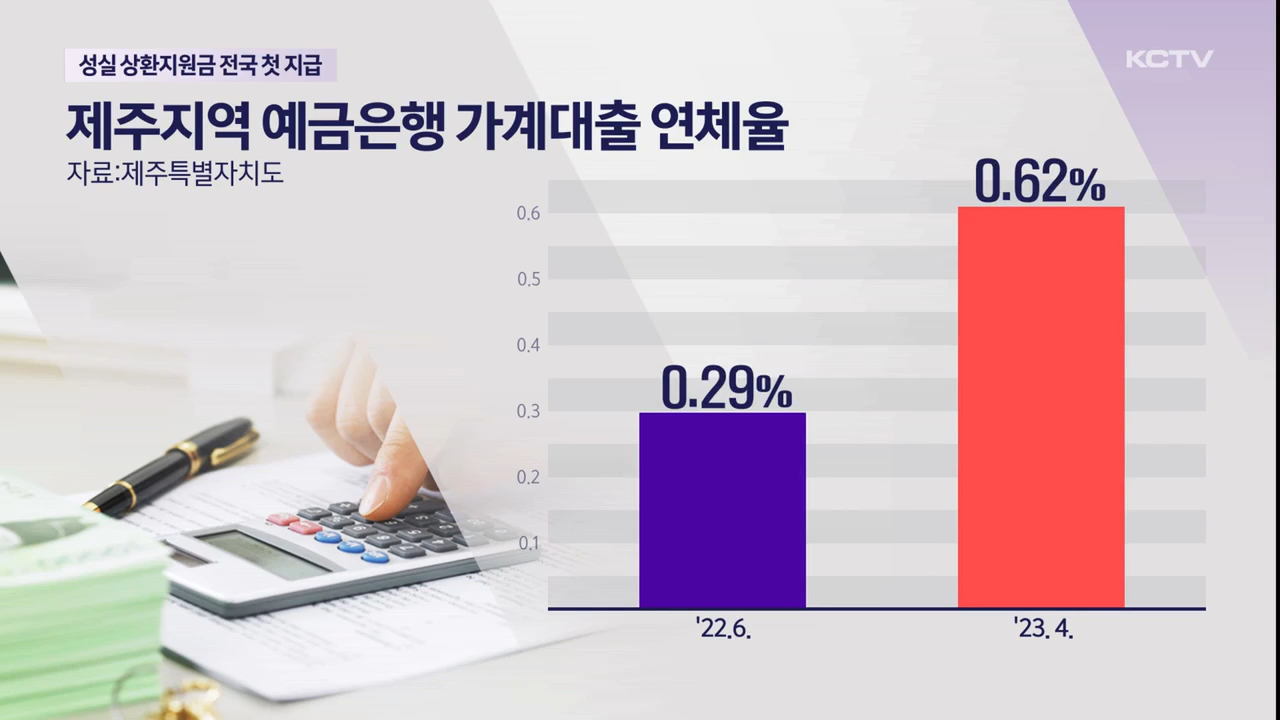 성실 상환지원금 전국 첫 지급
KCTV
제주지역 예금은행 가계대출 연체율
자료:제주특별자치도
0.6
0.5
0.4
0.3
0.2
0.1
0.29%
0.62%
'22.6.
'23. 4.